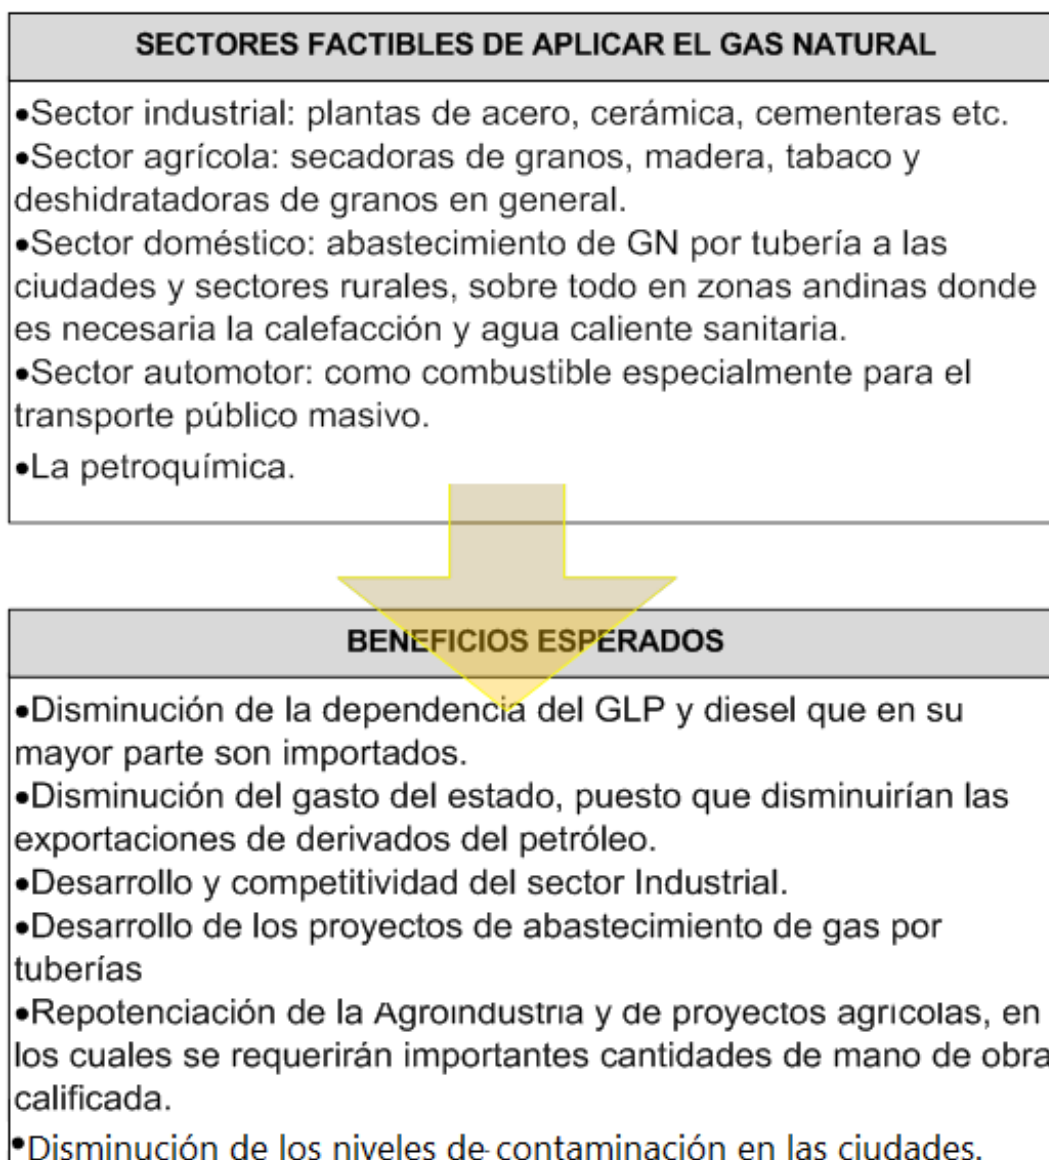 SECTORES FACTIBLES DE APLICAR EL GAS NATURAL
•Sector industrial: plantas de acero, cerámica, cementeras etc.
•Sector agrícola: secadoras de granos, madera, tabaco y
deshidratadoras de granos en general.
•Sector doméstico: abastecimiento de GN por tubería a las
ciudades y sectores rurales, sobre todo en zonas andinas donde
es necesaria la calefacción y agua caliente sanitaria.
•Sector automotor: como combustible especialmente para el
transporte público masivo.
•La petroquímica.
BENEFICIOS ESPERADOS
•Disminución de la dependencia del GLP y diesel que en su
mayor parte son importados.
•Disminución del gasto del estado, puesto que disminuirían las
exportaciones de derivados del petróleo.
•Desarrollo y competitividad del sector Industrial.
•Desarrollo de los proyectos de abastecimiento de gas por
tuberías
•Repotenciación de la Agroindustria y de proyectos agrícolas, en
los cuales se requerirán importantes cantidades de mano de obra
calificada.
•Disminución de los niveles de contaminación en las ciudades.